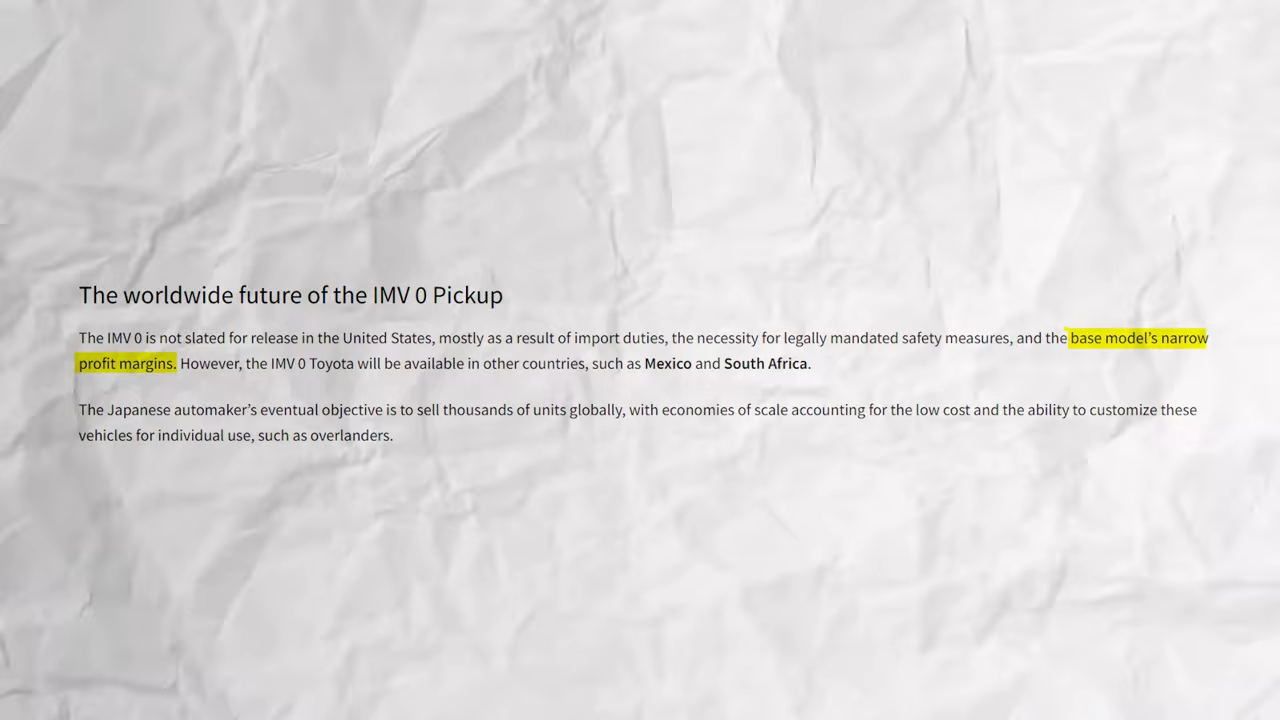 The worldwide future of the IMV 0 Pickup
The IMV 0 is not slated for release in the United States, mostly as a result of import duties, the necessity for legally mandated safety measures, and the base model’s narrow
profit margins. However, the IMV 0 Toyota will be available in other countries, such as Mexico and South Africa.
The Japanese automaker’s eventual objective is to sell thousands of units globally, with economies of scale accounting for the low cost and the ability to customize these
vehicles for individual use, such as overlanders.